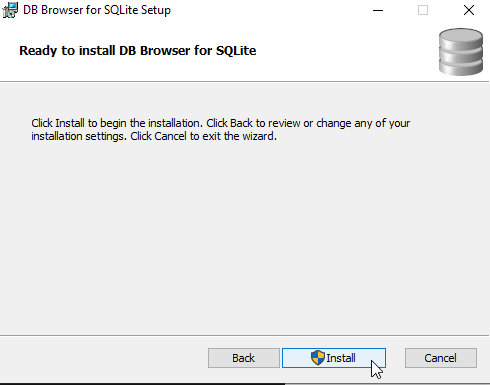 DB Browser for SQLite Setup
Ready to install DB Browser for SQLite
Click Install to begin the installation. Click Back to review or change any of your
installation settings. Click Cancel to exit the wizard.
Back
Install
Cancel